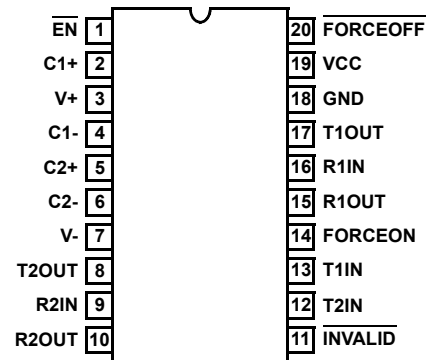 EN 1 20 FORCEOFF
C1+ 2 19 VCC
V+ 3 18 GND
C1- 4 17 T1OUT
C2+ 5 16 R1IN
C2- 6 15 R1OUT
V- 7 14 FORCEON
T2OUT 8 13 T1IN
R2IN 9 12 T2IN
R2OUT 10 11 INVALID